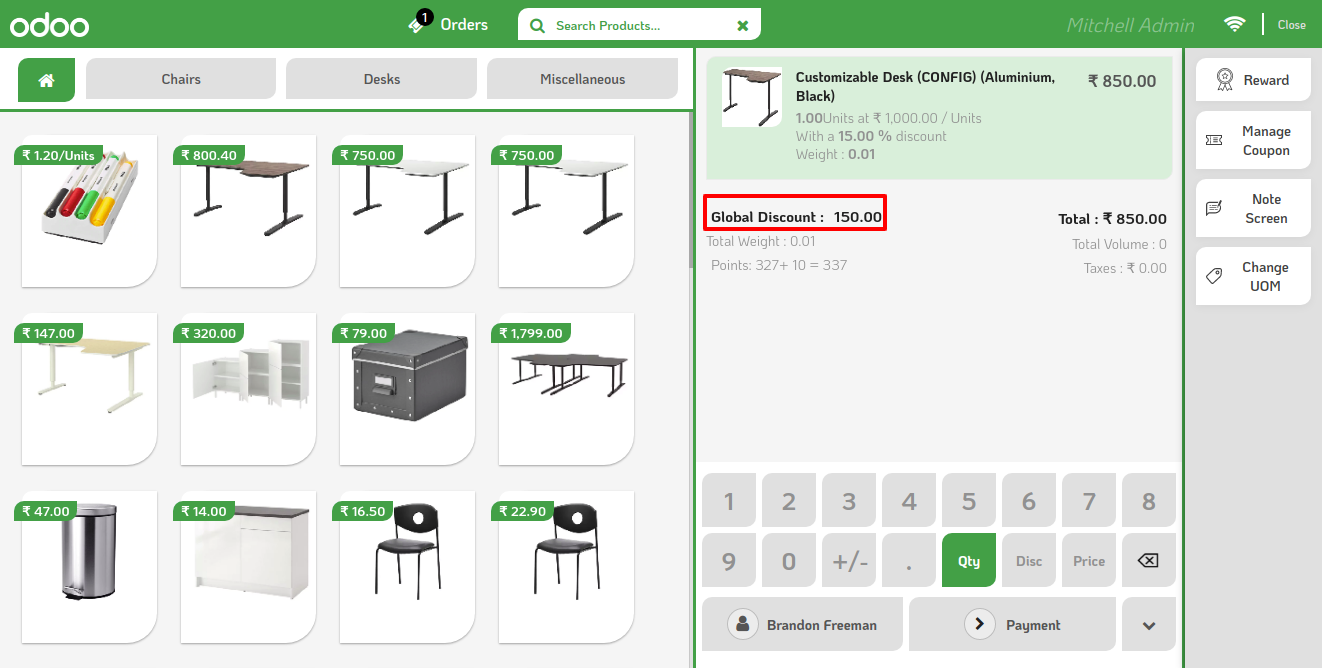 odoo
1
Orders
Search Products...
Mitchell Admin
Close
Chairs
Desks
Miscellaneous
₹ 1.20/Units
₹ 800.40
₹ 750.00
₹ 750.00
₹ 147.00
₹ 320.00
₹ 79.00
₹ 1,799.00
₹ 47.00
₹ 14.00
₹ 16.50
₹ 22.90
Customizable Desk (CONFIG) (Aluminium,
Black)
₹ 850.00
1.00Units at ₹ 1,000.00 / Units
With a 15.00 % discount
Weight : 0.01
Global Discount : 150.00
Total : ₹ 850.00
Total Weight : 0.01
Total Volume : 0
Points: 327+ 10 = 337
Taxes : ₹ 0.00
1 2 3 4 5 6 7 8
9 0 +/- . Qty Disc Price
Brandon Freeman
Payment
Reward
Manage
Coupon
Note
Screen
Change
UOM